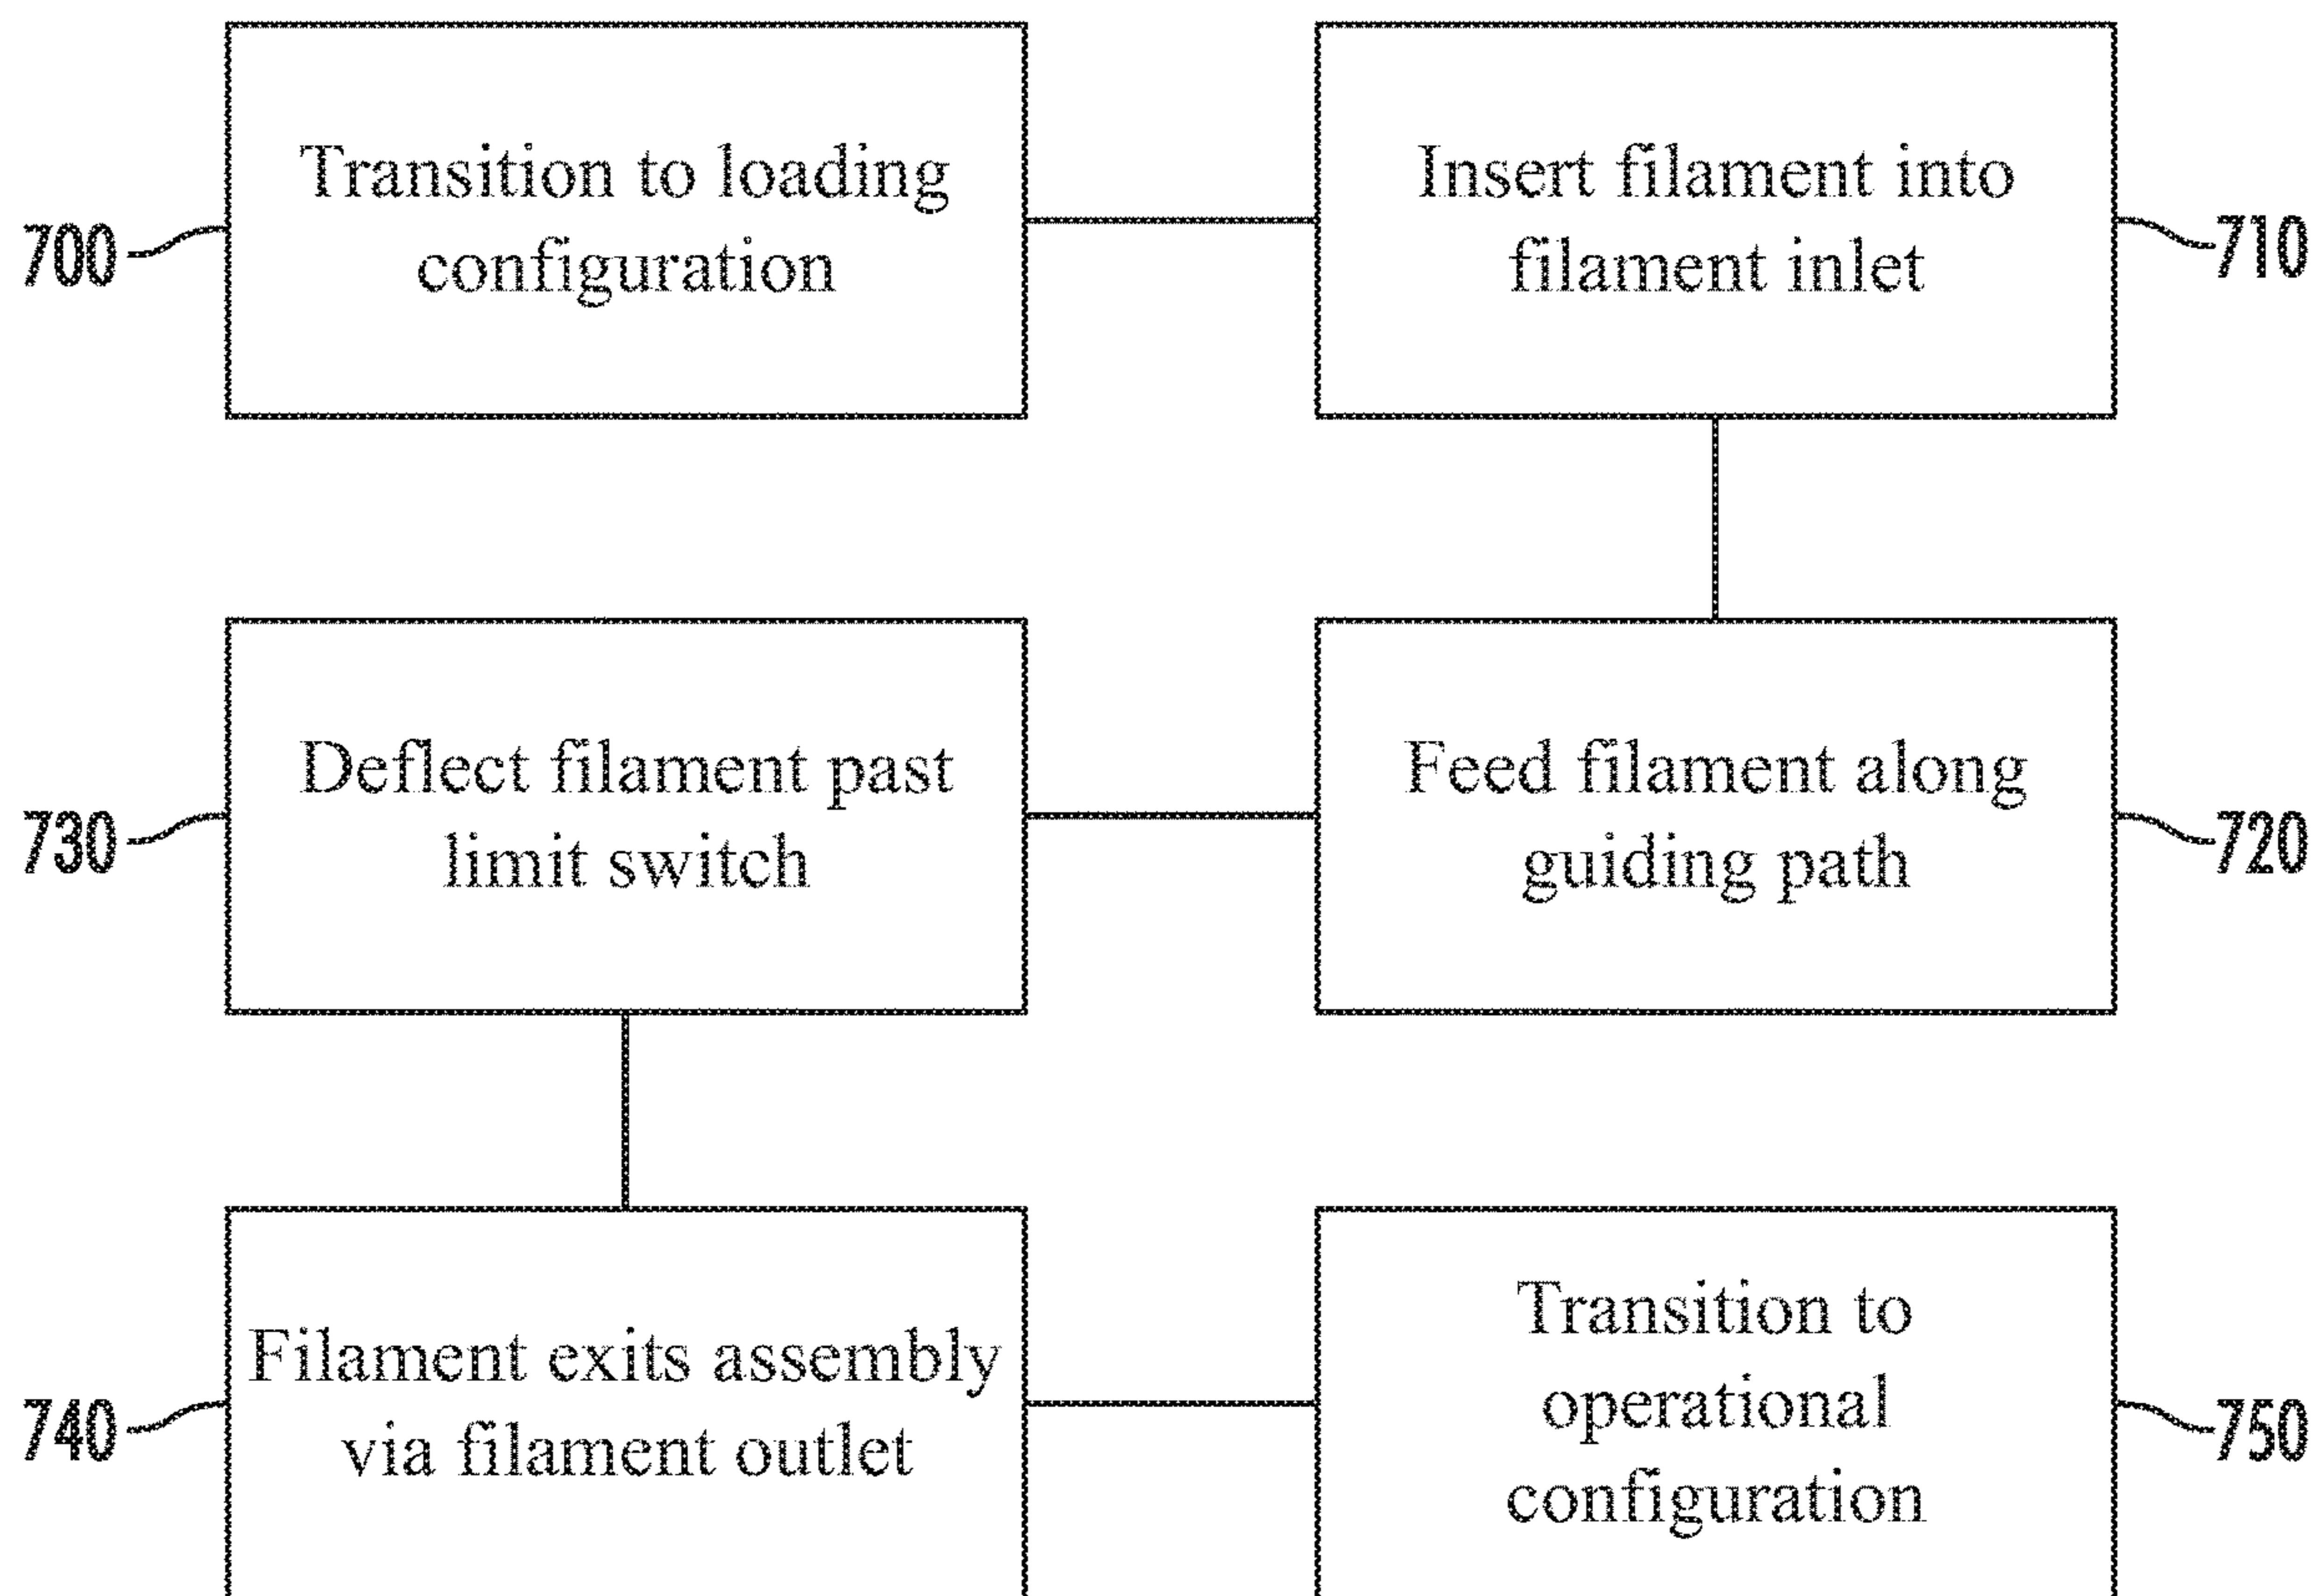 700
Transition to loading
configuration
Insert filament into
filament inlet
710
730
Deflect filament past
limit switch
Feed filament along
guiding path
720
740
Filament exits assembly
via filament outlet
Transition to
operational
configuration
750